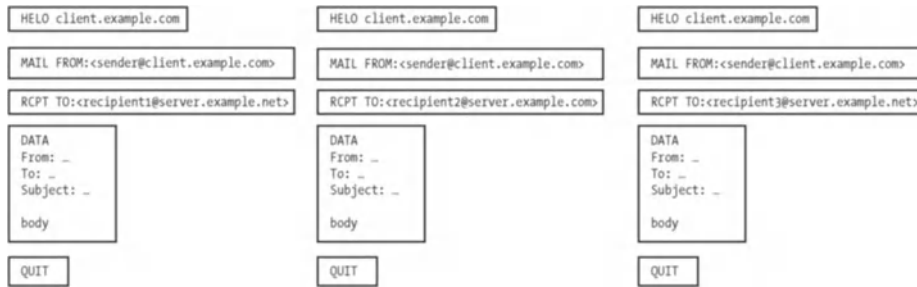 HELO client.example.com
MAIL FROM:<sender@client.example.com>
RCPT TO:<recipient1@server.example.net>
DATA
From: …
To: …
Subject: …
body
QUIT
HELO client.example.com
MAIL FROM:<sender@client.example.com>
RCPT TO:<recipient2@server.example.com>
DATA
From: …
To: …
Subject: …
body
QUIT
HELO client.example.com
MAIL FROM:<sender@client.example.com>
RCPT TO:<recipient3@server.example.net>
DATA
From: …
To: …
Subject: …
body
QUIT